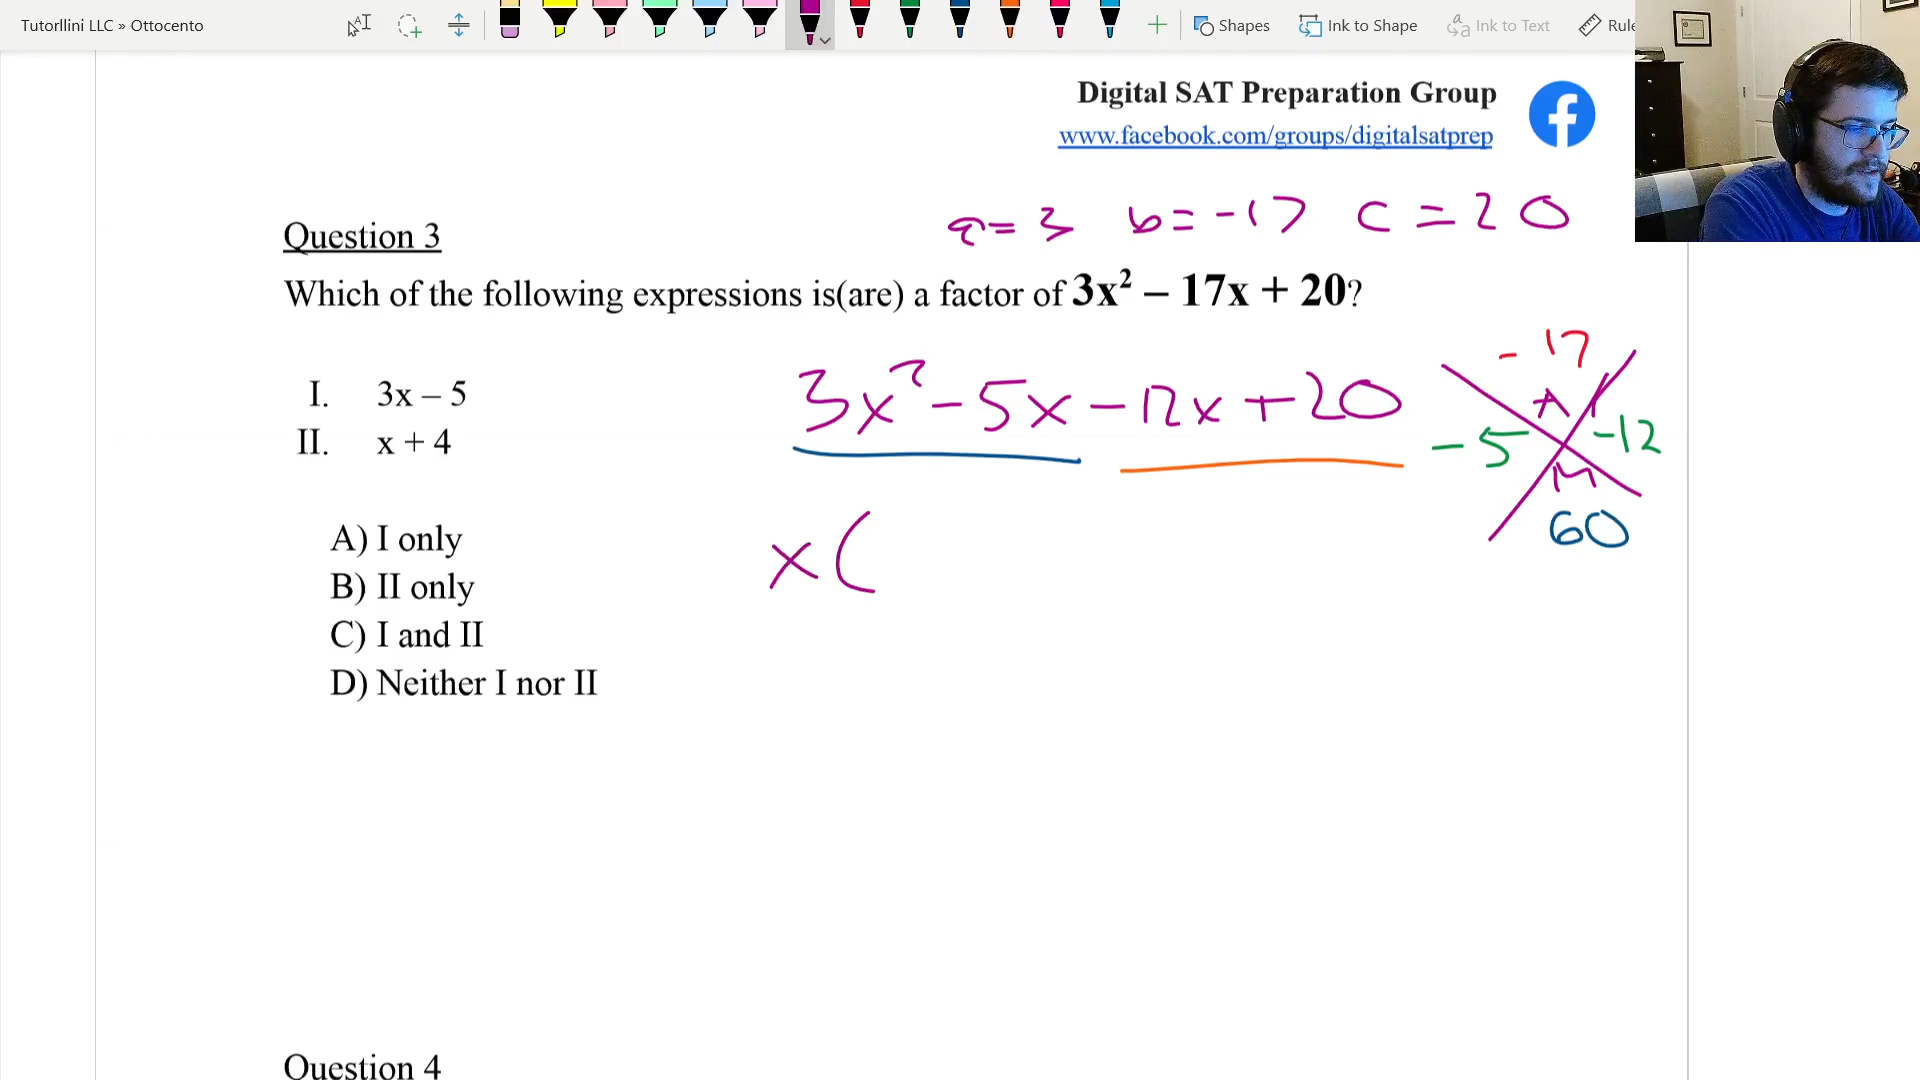 Tutorllini LLC » Ottocento
Shapes
Ink to Shape
Ink to Text
Rule
Digital SAT Preparation Group
www.facebook.com/groups/digitalsatprep
a = 3 b = -17 c = 20
Question 3
Which of the following expressions is(are) a factor of 3x² – 17x + 20?
I. 3x – 5
II. x + 4
3x² - 5x - 12x + 20
- 17
A
- 5
-12
M
60
x (
A) I only
B) II only
C) I and II
D) Neither I nor II
Question 4